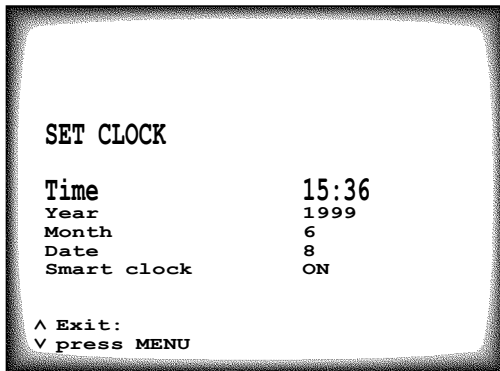 SET CLOCK
Time 15:36
Year 1999
Month 6
Date 8
Smart clock ON
∧ Exit:
∨ press MENU